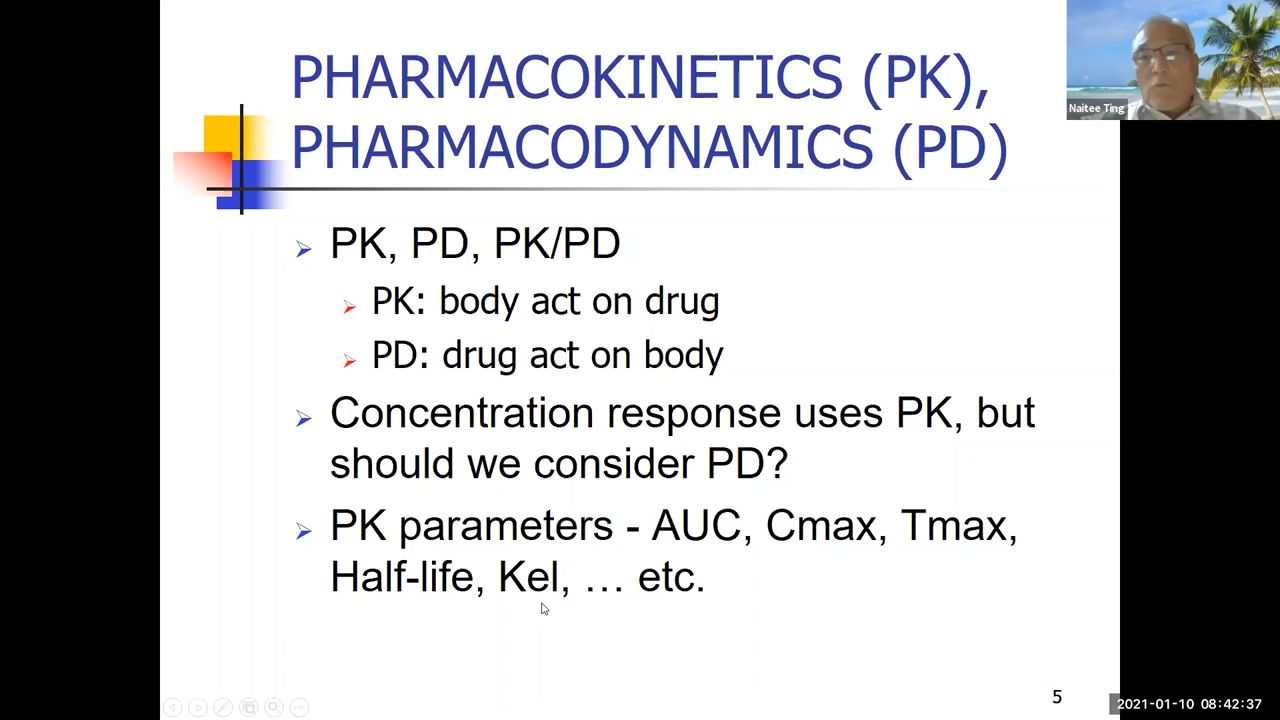 PHARMACOKINETICS (PK),
PHARMACODYNAMICS (PD)
Naitee Ting
PK, PD, PK/PD
PK: body act on drug
PD: drug act on body
Concentration response uses PK, but
should we consider PD?
PK parameters - AUC, Cmax, Tmax,
Half-life, Kel, … etc.
5
2021-01-10 08:42:37